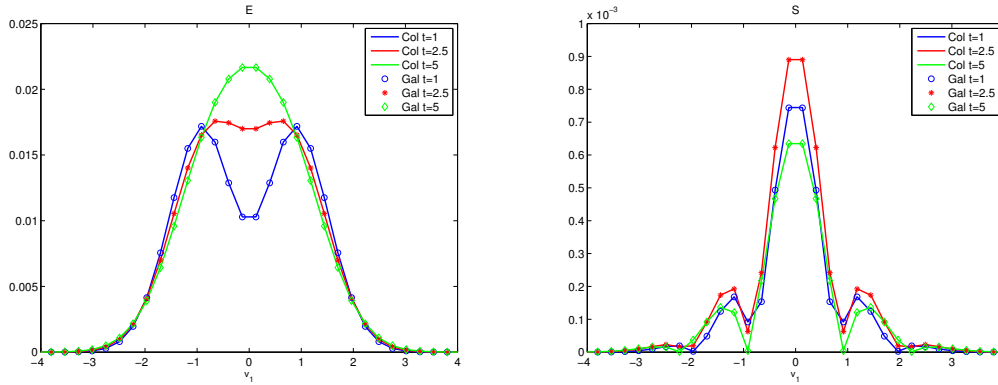 E
0.025
0.02
0.015
0.01
0.005
0
−4 −3 −2 −1 0 1 2 3 4
v1
Col t=1
Col t=2.5
Col t=5
Gal t=1
Gal t=2.5
Gal t=5
S
x 10−3
1
0.9
0.8
0.7
0.6
0.5
0.4
0.3
0.2
0.1
0
−4 −3 −2 −1 0 1 2 3
v1
Col t=1
Col t=2.5
Col t=5
Gal t=1
Gal t=2.5
Gal t=5